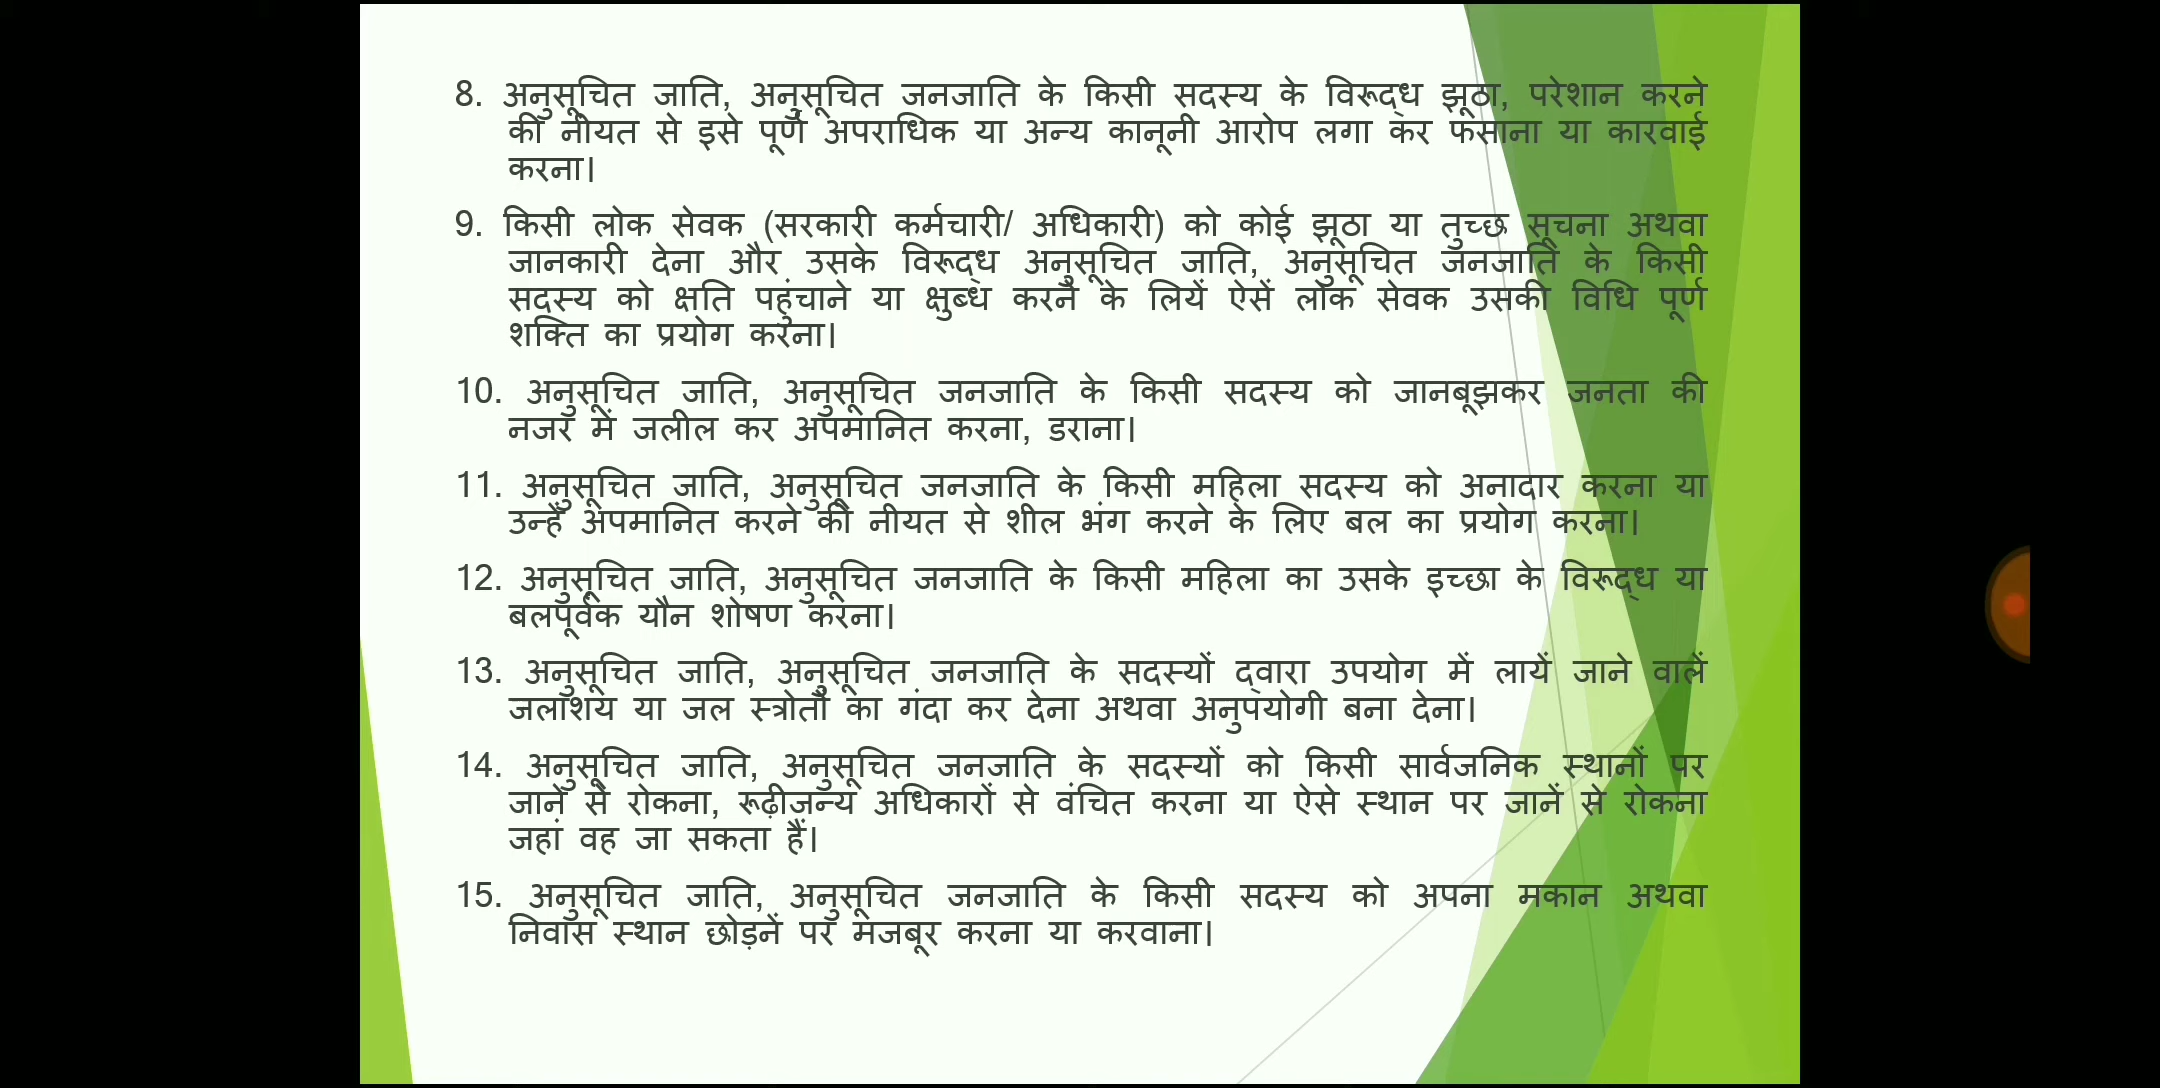 8. अनुसूचित जाति, अनुसूचित जनजाति के किसी सदस्य के विरूद्ध झूठा, परेशान करने
की नीयत से इसे पूर्ण अपराधिक या अन्य कानूनी आरोप लगा कर फंसाना या कारवाई
करना।
9. किसी लोक सेवक (सरकारी कर्मचारी/ अधिकारी) को कोई झूठा या तुच्छ सूचना अथवा
जानकारी देना और उसके विरूद्ध अनुसूचित जाति, अनुसूचित जनजाति के किसी
सदस्य को क्षति पहुंचाने या क्षुब्ध करने के लियें ऐसें लोक सेवक उसकी विधि पूर्ण
शक्ति का प्रयोग करना।
10. अनुसूचित जाति, अनुसूचित जनजाति के किसी सदस्य को जानबूझकर जनता की
नजर में जलील कर अपमानित करना, डराना।
11. अनुसूचित जाति, अनुसूचित जनजाति के किसी महिला सदस्य को अनादार करना या
उन्हें अपमानित करने की नीयत से शील भंग करने के लिए बल का प्रयोग करना।
12. अनुसूचित जाति, अनुसूचित जनजाति के किसी महिला का उसके इच्छा के विरूद्ध या
बलपूर्वक यौन शोषण करना।
13. अनुसूचित जाति, अनुसूचित जनजाति के सदस्यों द्वारा उपयोग में लायें जाने वालें
जलाशय या जल स्त्रोतों का गंदा कर देना अथवा अनुपयोगी बना देना।
14. अनुसूचित जाति, अनुसूचित जनजाति के सदस्यों को किसी सार्वजनिक स्थानों पर
जानें सें रोकना, रूढ़ीजन्य अधिकारों से वंचित करना या ऐसे स्थान पर जानें से रोकना
जहां वह जा सकता हैं।
15. अनुसूचित जाति, अनुसूचित जनजाति के किसी सदस्य को अपना मकान अथवा
निवास स्थान छोड़नें पर मजबूर करना या करवाना।